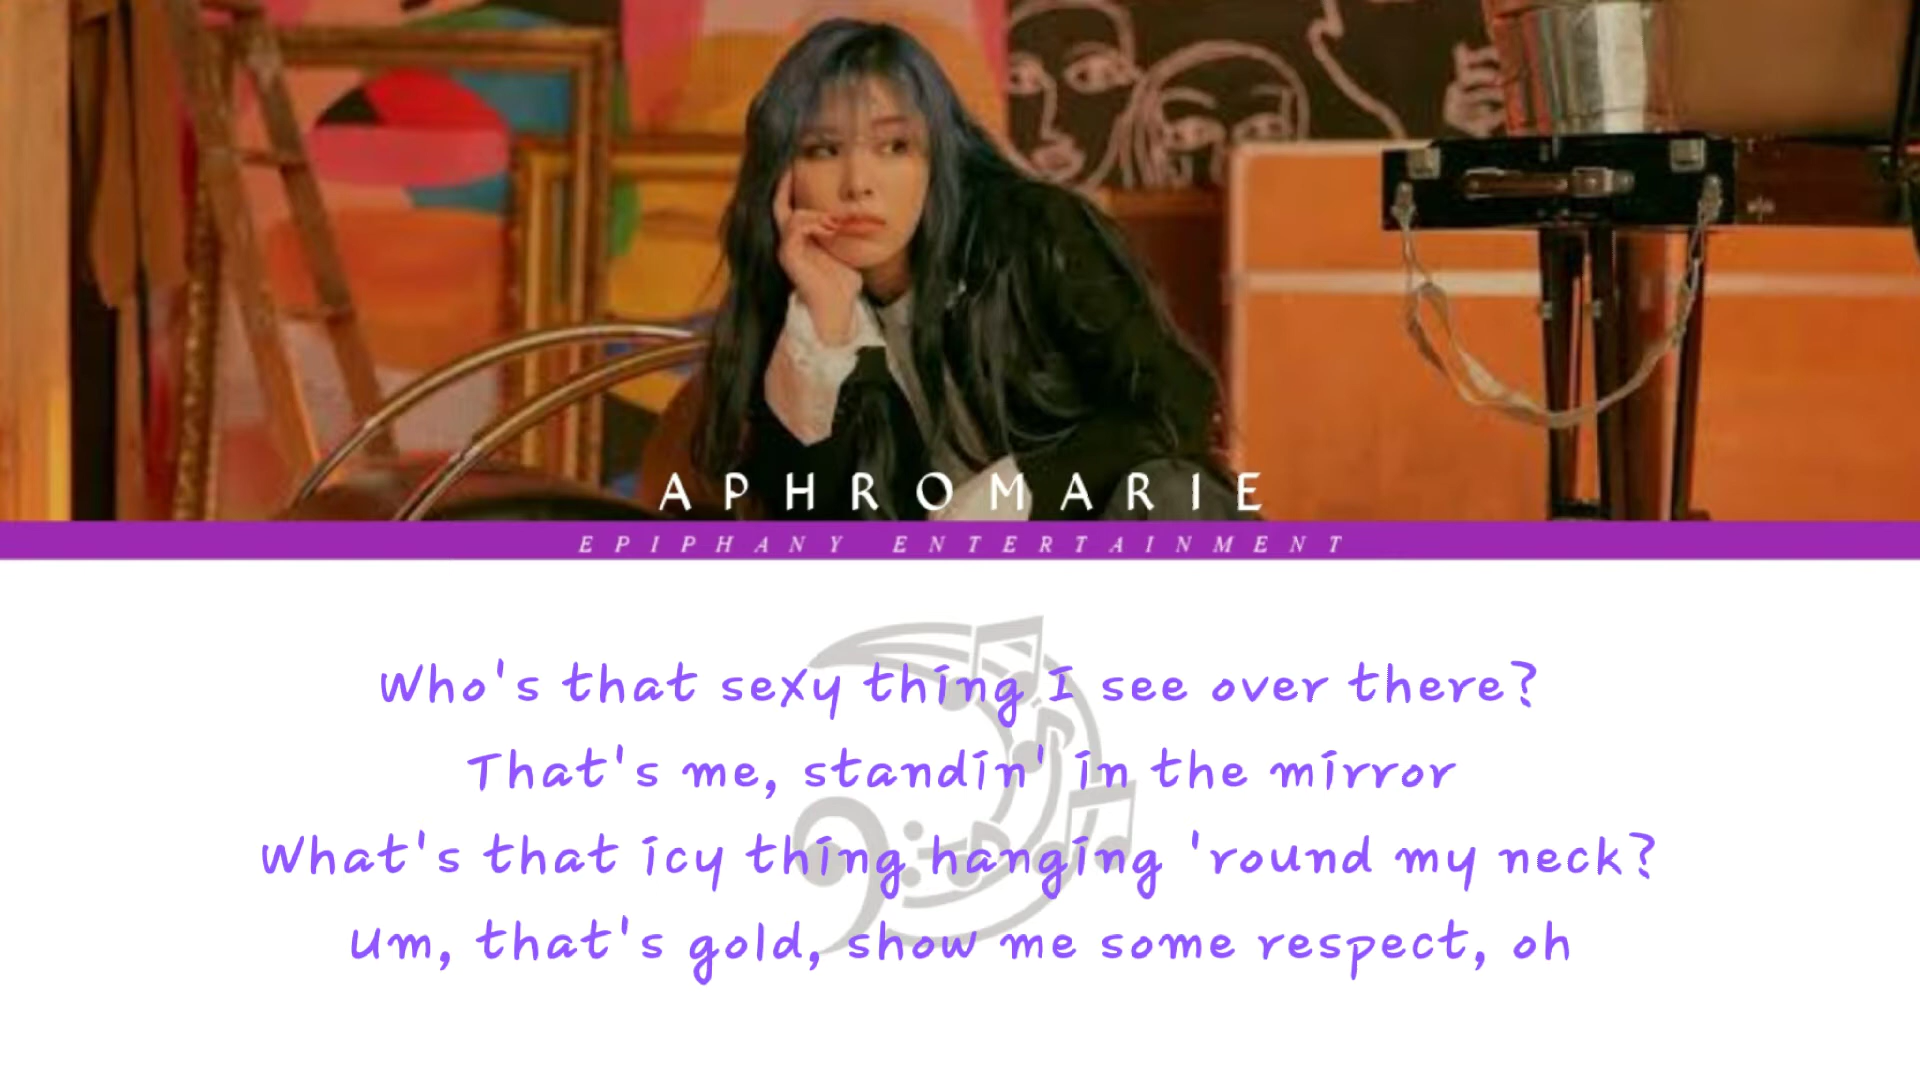 APHROMARIE
EPIPHANY ENTERTAINMENT
Who's that sexy thing I see over there?
That's me, standin' in the mirror
What's that icy thing hanging 'round my neck?
Um, that's gold, show me some respect, oh